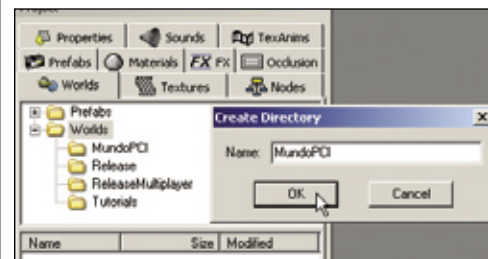 Properties Sounds TexAnims
Prefabs Materials FX FX Occlusion
Worlds Textures Nodes
Prefabs
Worlds
MundoPCI
Release
ReleaseMultiplayer
Tutorials
Create Directory
Name: MundoPCI
OK Cancel
Name Size Modified